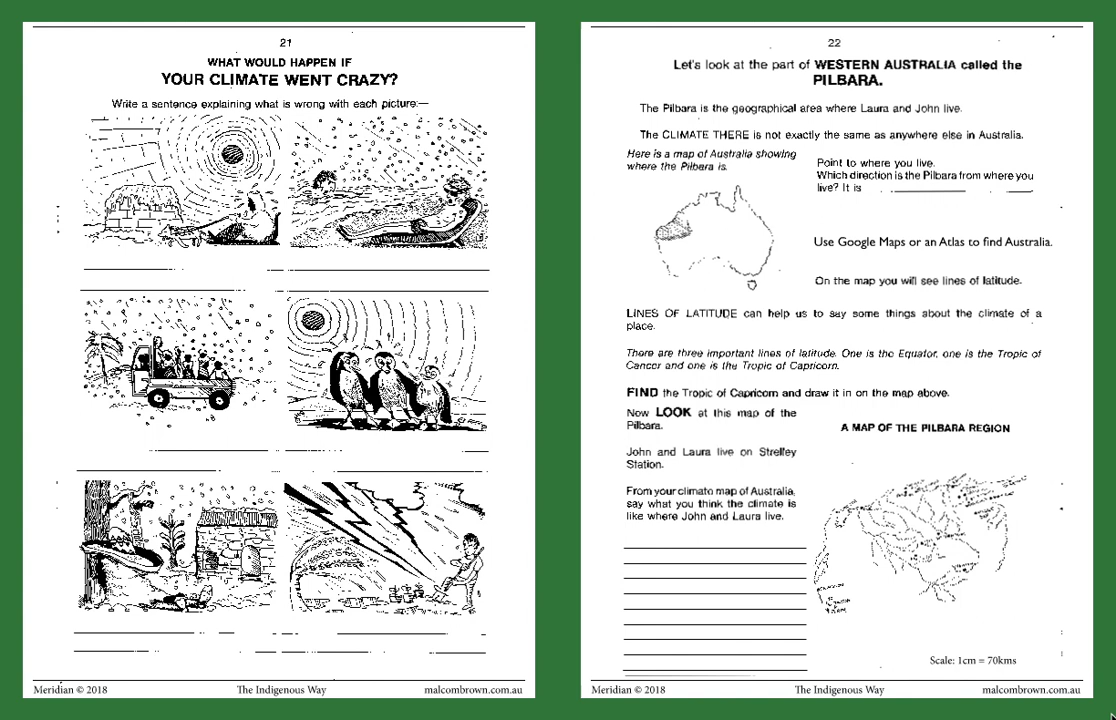 21
WHAT WOULD HAPPEN IF
YOUR CLIMATE WENT CRAZY?
Write a sentence explaining what is wrong with each picture:—
Meridian © 2018
The Indigenous Way
malcombrown.com.au
22
Let's look at the part of WESTERN AUSTRALIA called the
PILBARA.
The Pilbara is the geographical area where Laura and John live.
The CLIMATE THERE is not exactly the same as anywhere else in Australia.
Here is a map of Australia showing
where the Pilbara is.
Point to where you live.
Which direction is the Pilbara from where you
live? It is
Use Google Maps or an Atlas to find Australia.
On the map you will see lines of latitude.
LINES OF LATITUDE can help us to say some things about the climate of a
place.
There are three important lines of latitude. One is the Equator, one is the Tropic of
Cancer and one is the Tropic of Capricorn.
FIND the Tropic of Capricorn and draw it in on the map above.
Now LOOK at this map of the
Pilbara.
John and Laura live on Strelley
Station.
From your climate map of Australia,
say what you think the climate is
like where John and Laura live.
A MAP OF THE PILBARA REGION
Scale: 1cm = 70kms
Meridian © 2018
The Indigenous Way
malcombrown.com.au